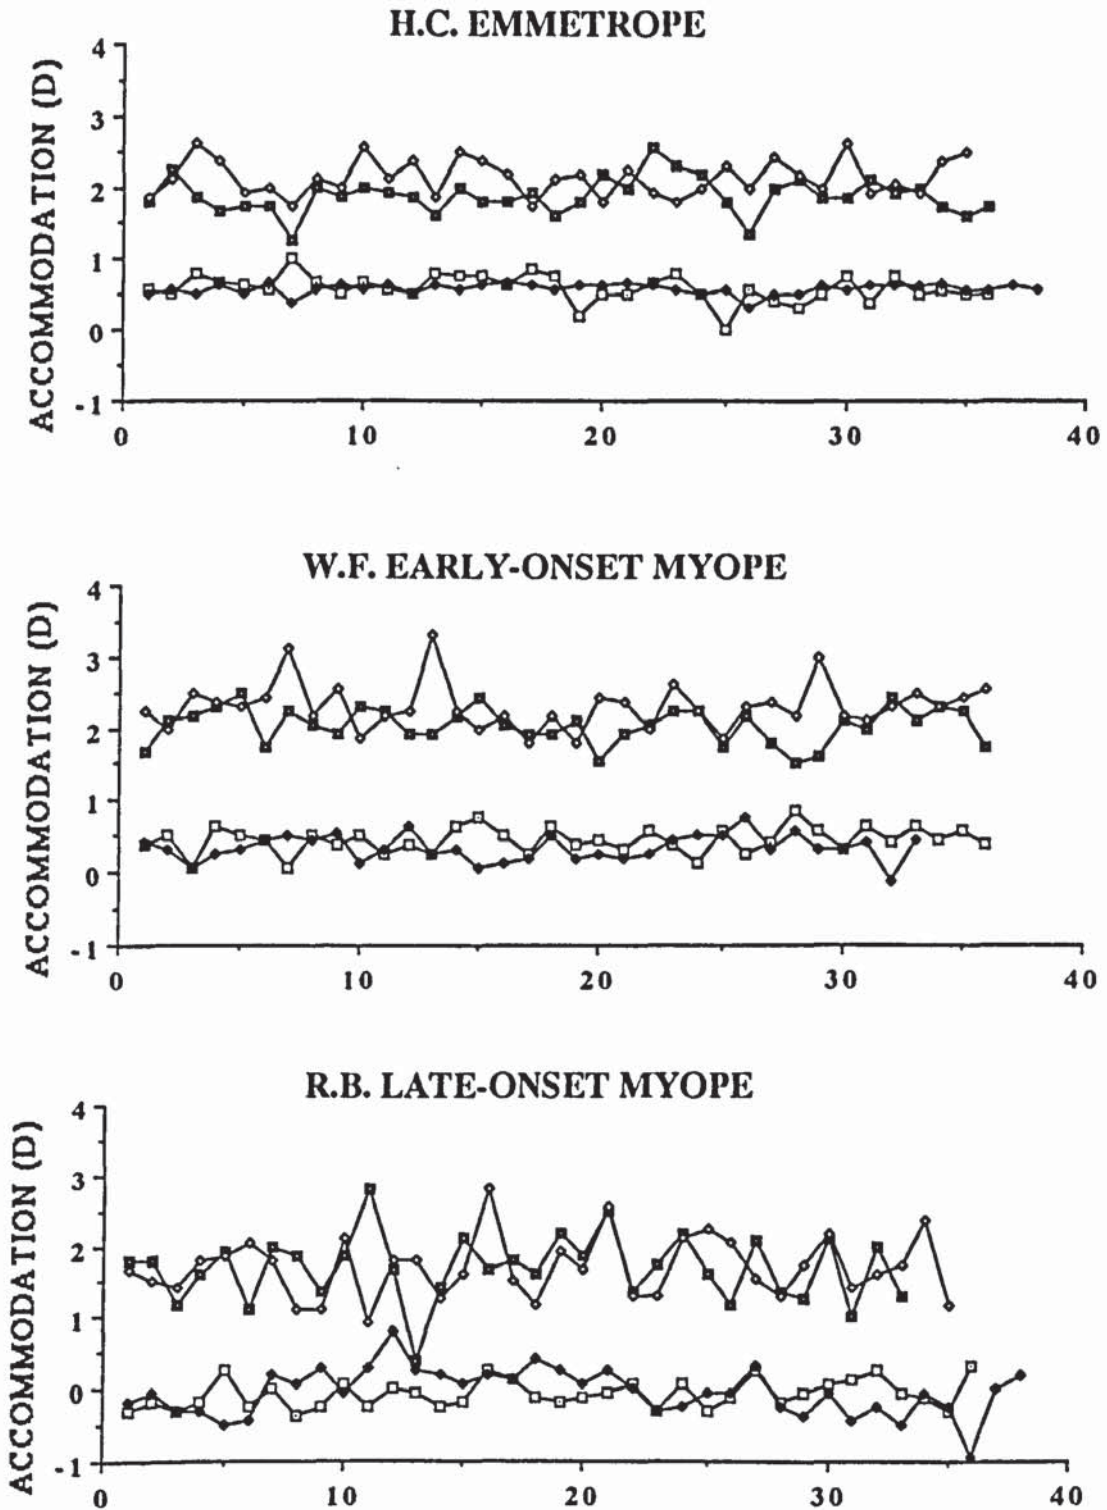 H.C. EMMETROPE
ACCOMMODATION (D)
4
3
2
1
0
-1
0 10 20 30 40
W.F. EARLY-ONSET MYOPE
ACCOMMODATION (D)
4
3
2
1
0
-1
0 10 20 30 40
R.B. LATE-ONSET MYOPE
ACCOMMODATION (D)
4
3
2
1
0
-1
0 10 20 30 40